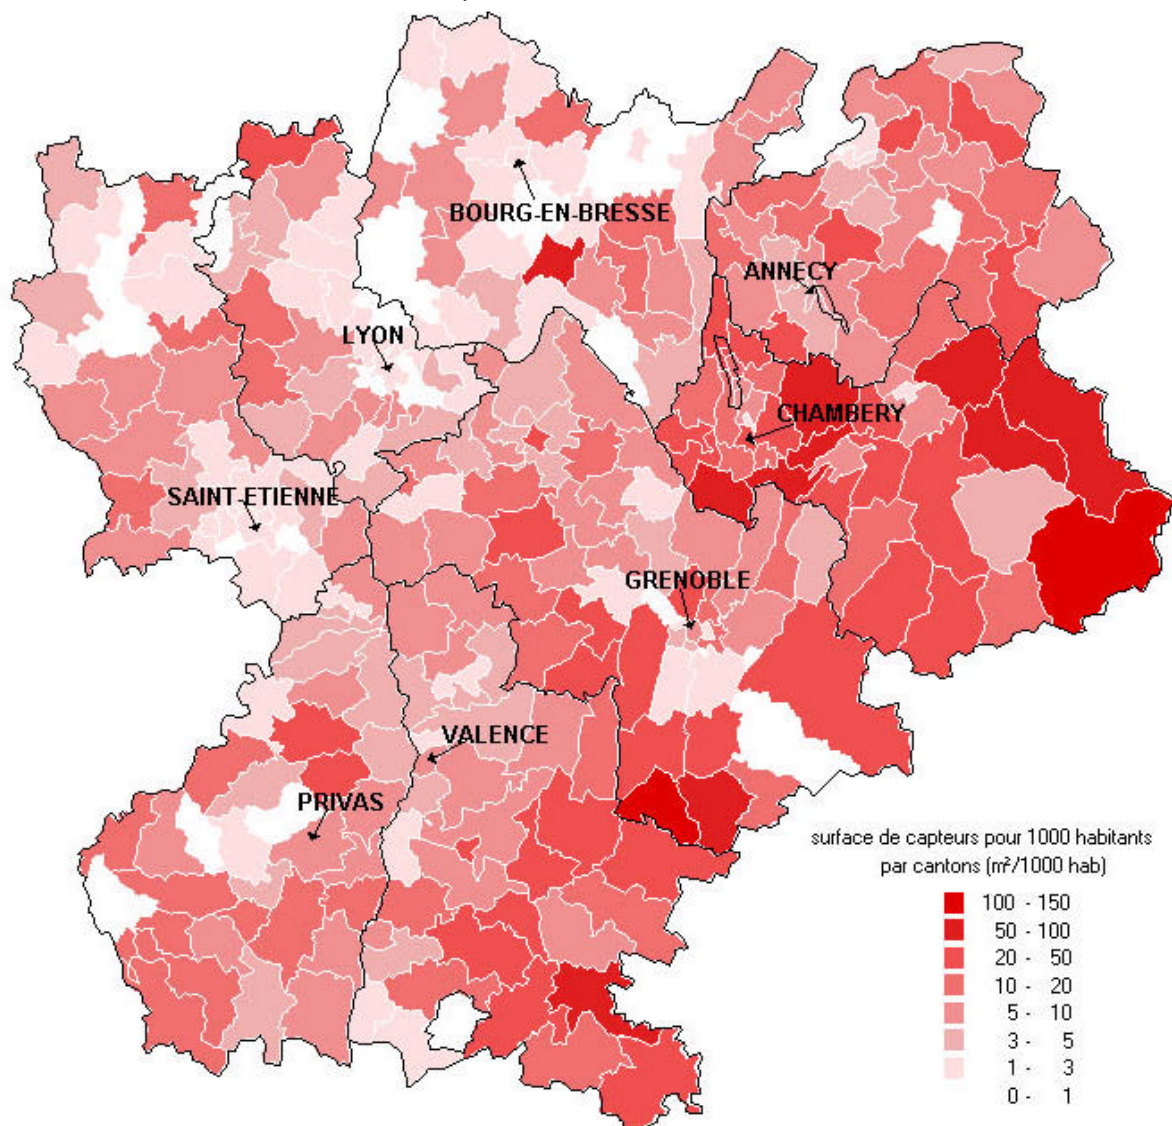 BOURG-EN-BRESSE
ANNECY
LYON
CHAMBERY
SAINT-ETIENNE
GRENOBLE
VALENCE
PRIVAS
surface de capteurs pour 1000 habitants
par cantons (m²/1000 hab)
100 - 150
50 - 100
20 - 50
10 - 20
5 - 10
3 - 5
1 - 3
0 - 1